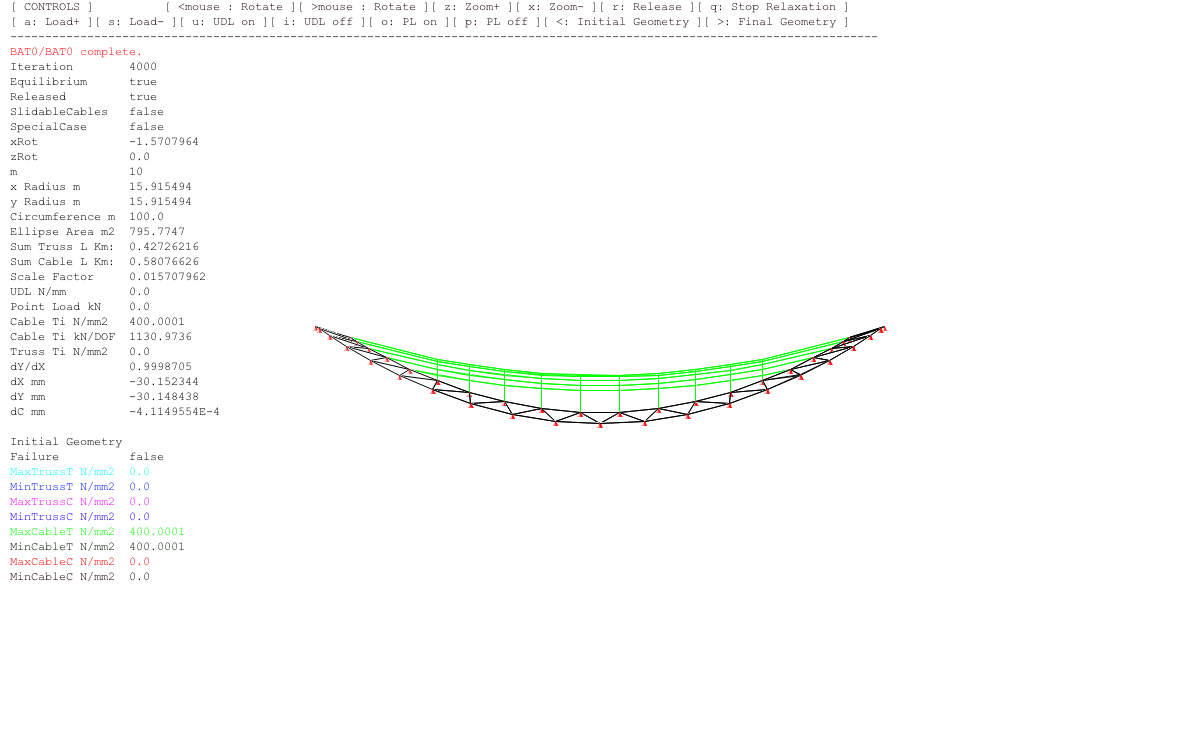 [ CONTROLS ] [ <mouse : Rotate ][ >mouse : Rotate ][ z: Zoom+ ][ x: Zoom- ][ r: Release ][ q: Stop Relaxation ]
[ a: Load+ ][ s: Load- ][ u: UDL on ][ i: UDL off ][ o: PL on ][ p: PL off ][ <: Initial Geometry ][ >: Final Geometry ]
BAT0/BAT0 complete.
Iteration 4000
Equilibrium true
Released true
SlidableCables false
SpecialCase false
xRot -1.5707964
zRot 0.0
m 10
x Radius m 15.915494
y Radius m 15.915494
Circumference m 100.0
Ellipse Area m2 795.7747
Sum Truss L Km: 0.42726216
Sum Cable L Km: 0.58076626
Scale Factor 0.015707962
UDL N/mm 0.0
Point Load kN 0.0
Cable Ti N/mm2 400.0001
Cable Ti kN/DOF 1130.9736
Truss Ti N/mm2 0.0
dY/dX 0.9998705
dX mm -30.152344
dY mm -30.148438
dC mm -4.1149554E-4
Initial Geometry
Failure false
MaxTrussT N/mm2 0.0
MinTrussT N/mm2 0.0
MaxTrussC N/mm2 0.0
MinTrussC N/mm2 0.0
MaxCableT N/mm2 400.0001
MinCableT N/mm2 400.0001
MaxCableC N/mm2 0.0
MinCableC N/mm2 0.0